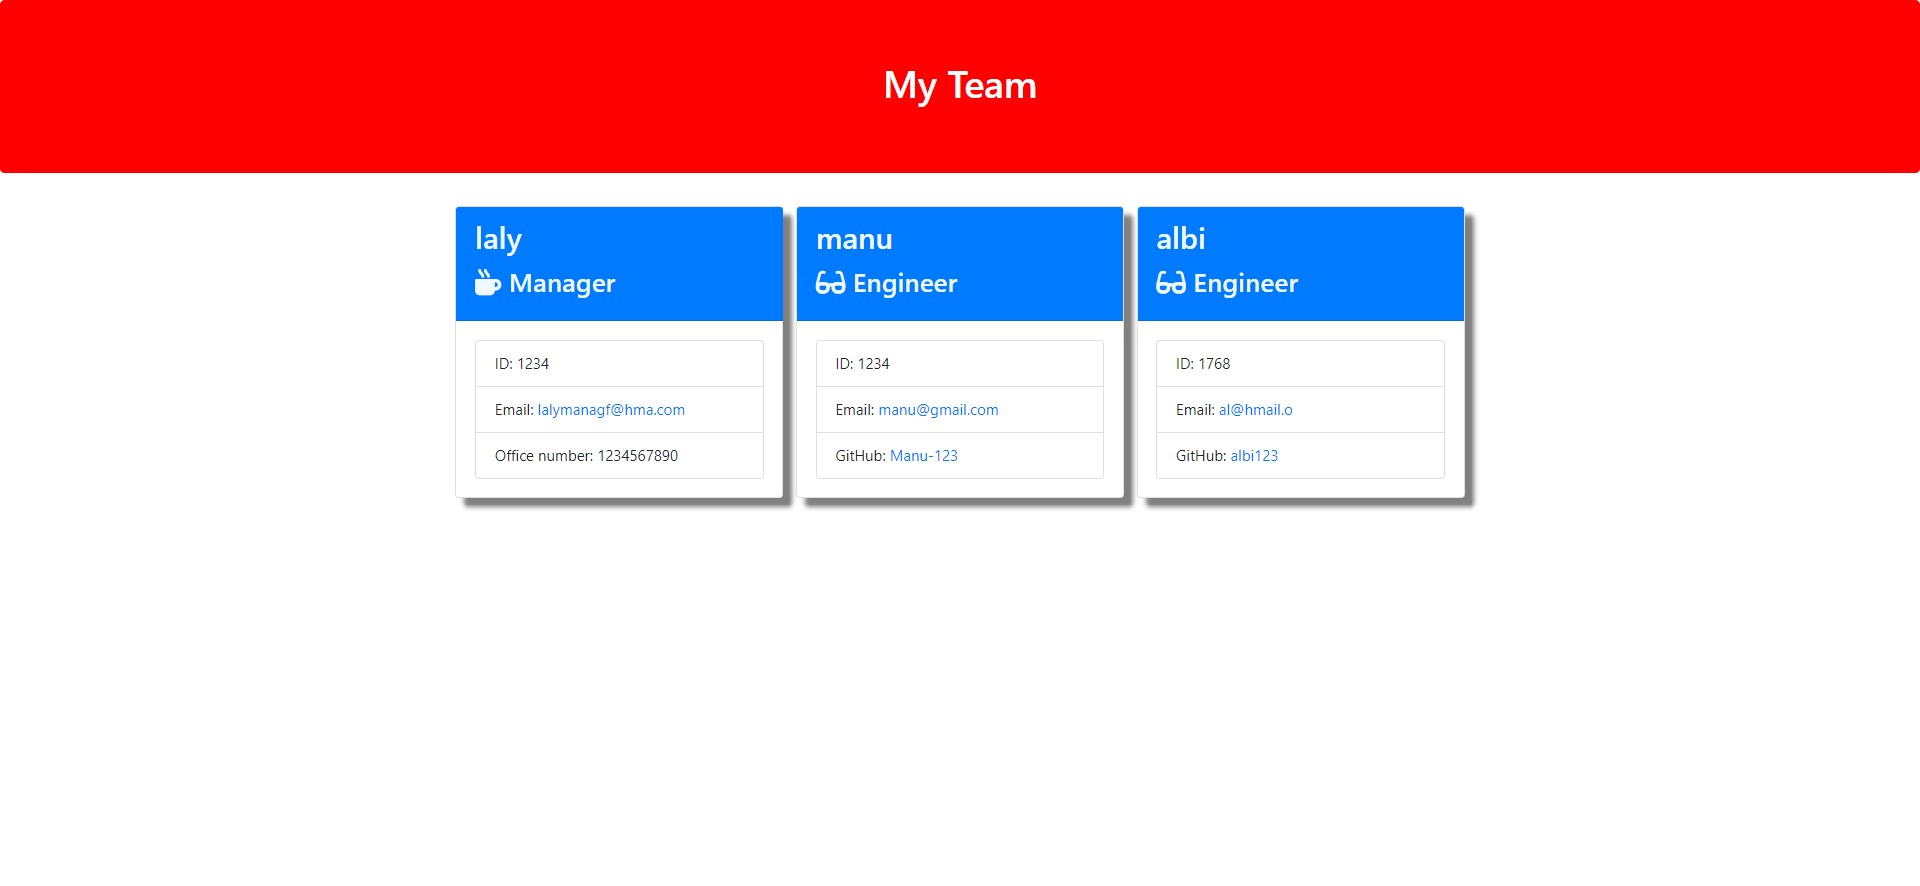 My Team
laly
Manager
ID: 1234
Email: lalymanagf@hma.com
Office number: 1234567890
manu
Engineer
ID: 1234
Email: manu@gmail.com
GitHub: Manu-123
albi
Engineer
ID: 1768
Email: al@hmail.o
GitHub: albi123